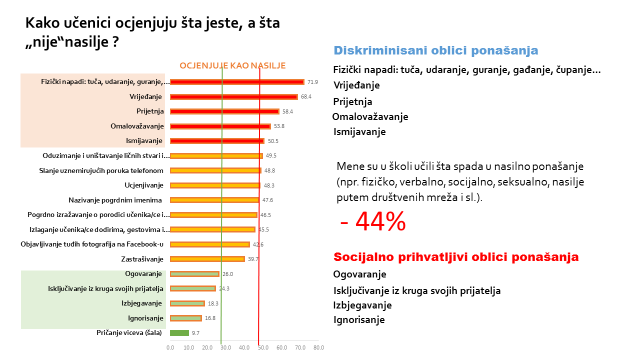 Kako učenici ocjenjuju šta jeste, a šta
„nije“nasilje ?
OCJENJUJE KAO NASILJE
Fizički napadi: tuča, udaranje, guranje,... 71.9
Vrijeđanje 68.4
Prijetnja 58.4
Omalovažavanje 53.8
Ismijavanje 50.5
Oduzimanje i uništavanje ličnih stvari i... 49.5
Slanje uznemirujućih poruka telefonom 48.8
Ucjenjivanje 48.3
Nazivanje pogrdnim imenima 47.6
Pogrdno izražavanje o porodici učenika/ce i... 46.5
Izlaganje učenika/ce dodirima, gestovima i... 45.5
Objavljivanje tuđih fotografija na Facebook-u 42.6
Zastrašivanje 39.7
Ogovaranje 26.0
Isključivanje iz kruga svojih prijatelja 24.3
Izbjegavanje 18.3
Ignorisanje 16.8
Pričanje viceva (šala) 9.7
0.0 10.0 20.0 30.0 40.0 50.0 60.0 70.0 80.0
Diskriminisani oblici ponašanja
Fizički napadi: tuča, udaranje, guranje, gađanje, čupanje...
Vrijeđanje
Prijetnja
Omalovažavanje
Ismijavanje
Mene su u školi učili šta spada u nasilno ponašanje
(npr. fizičko, verbalno, socijalno, seksualno, nasilje
putem društvenih mreža i sl.).
- 44%
Socijalno prihvatljivi oblici ponašanja
Ogovaranje
Isključivanje iz kruga svojih prijatelja
Izbjegavanje
Ignorisanje